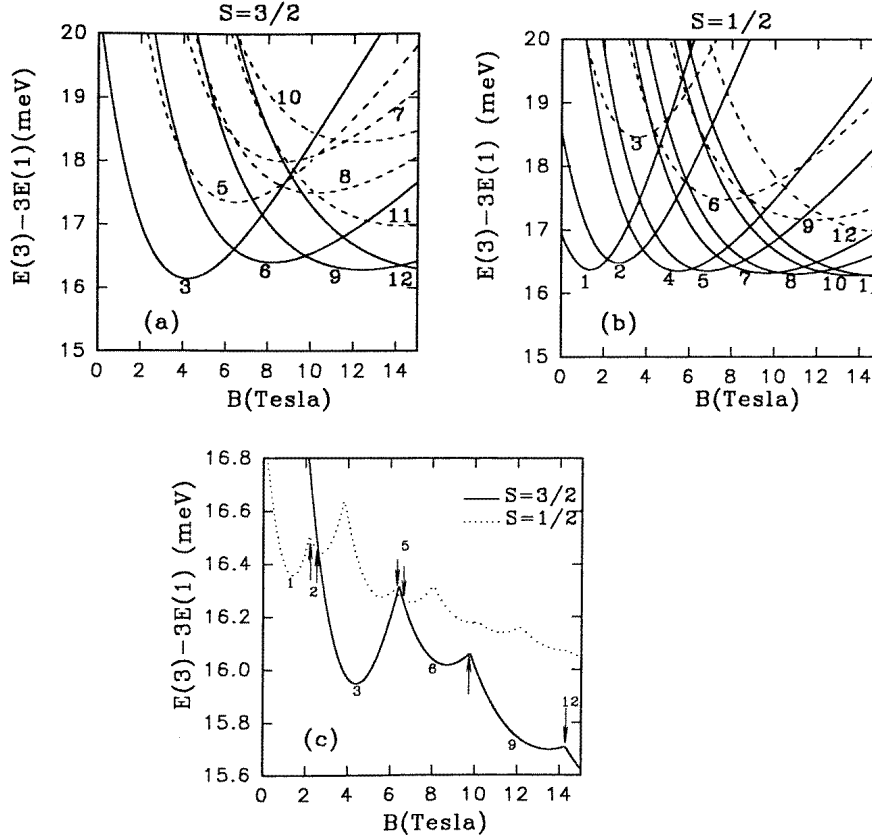 S=3/2
E(3)−3E(1)(meV)
20
19
18
17
16
15
10
7
5
8
11
3
6
9
12
(a)
0 2 4 6 8 10 12 14
B(Tesla)
S=1/2
E(3)−3E(1) (meV)
20
19
18
17
16
15
3
6
9
12
1 2 4 5 7 8 10 11
(b)
0 2 4 6 8 10 12 14
B(Tesla)
E(3)−3E(1) (meV)
16.8
16.6
16.4
16.2
16.0
15.8
15.6
S=3/2
S=1/2
5
1 2
3
6
12
9
(c)
0 2 4 6 8 10 12 14
B(Tesla)